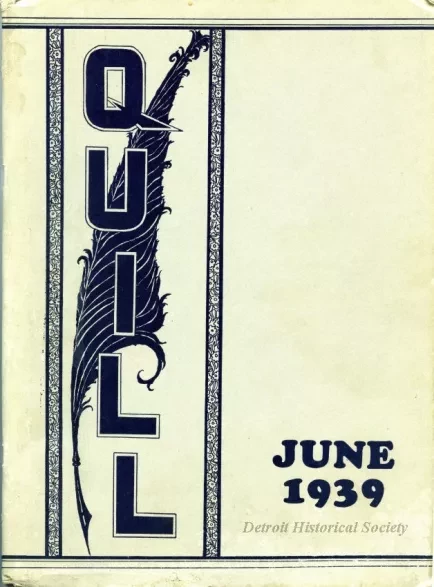 QUILL
JUNE
1939
Detroit Historical Society